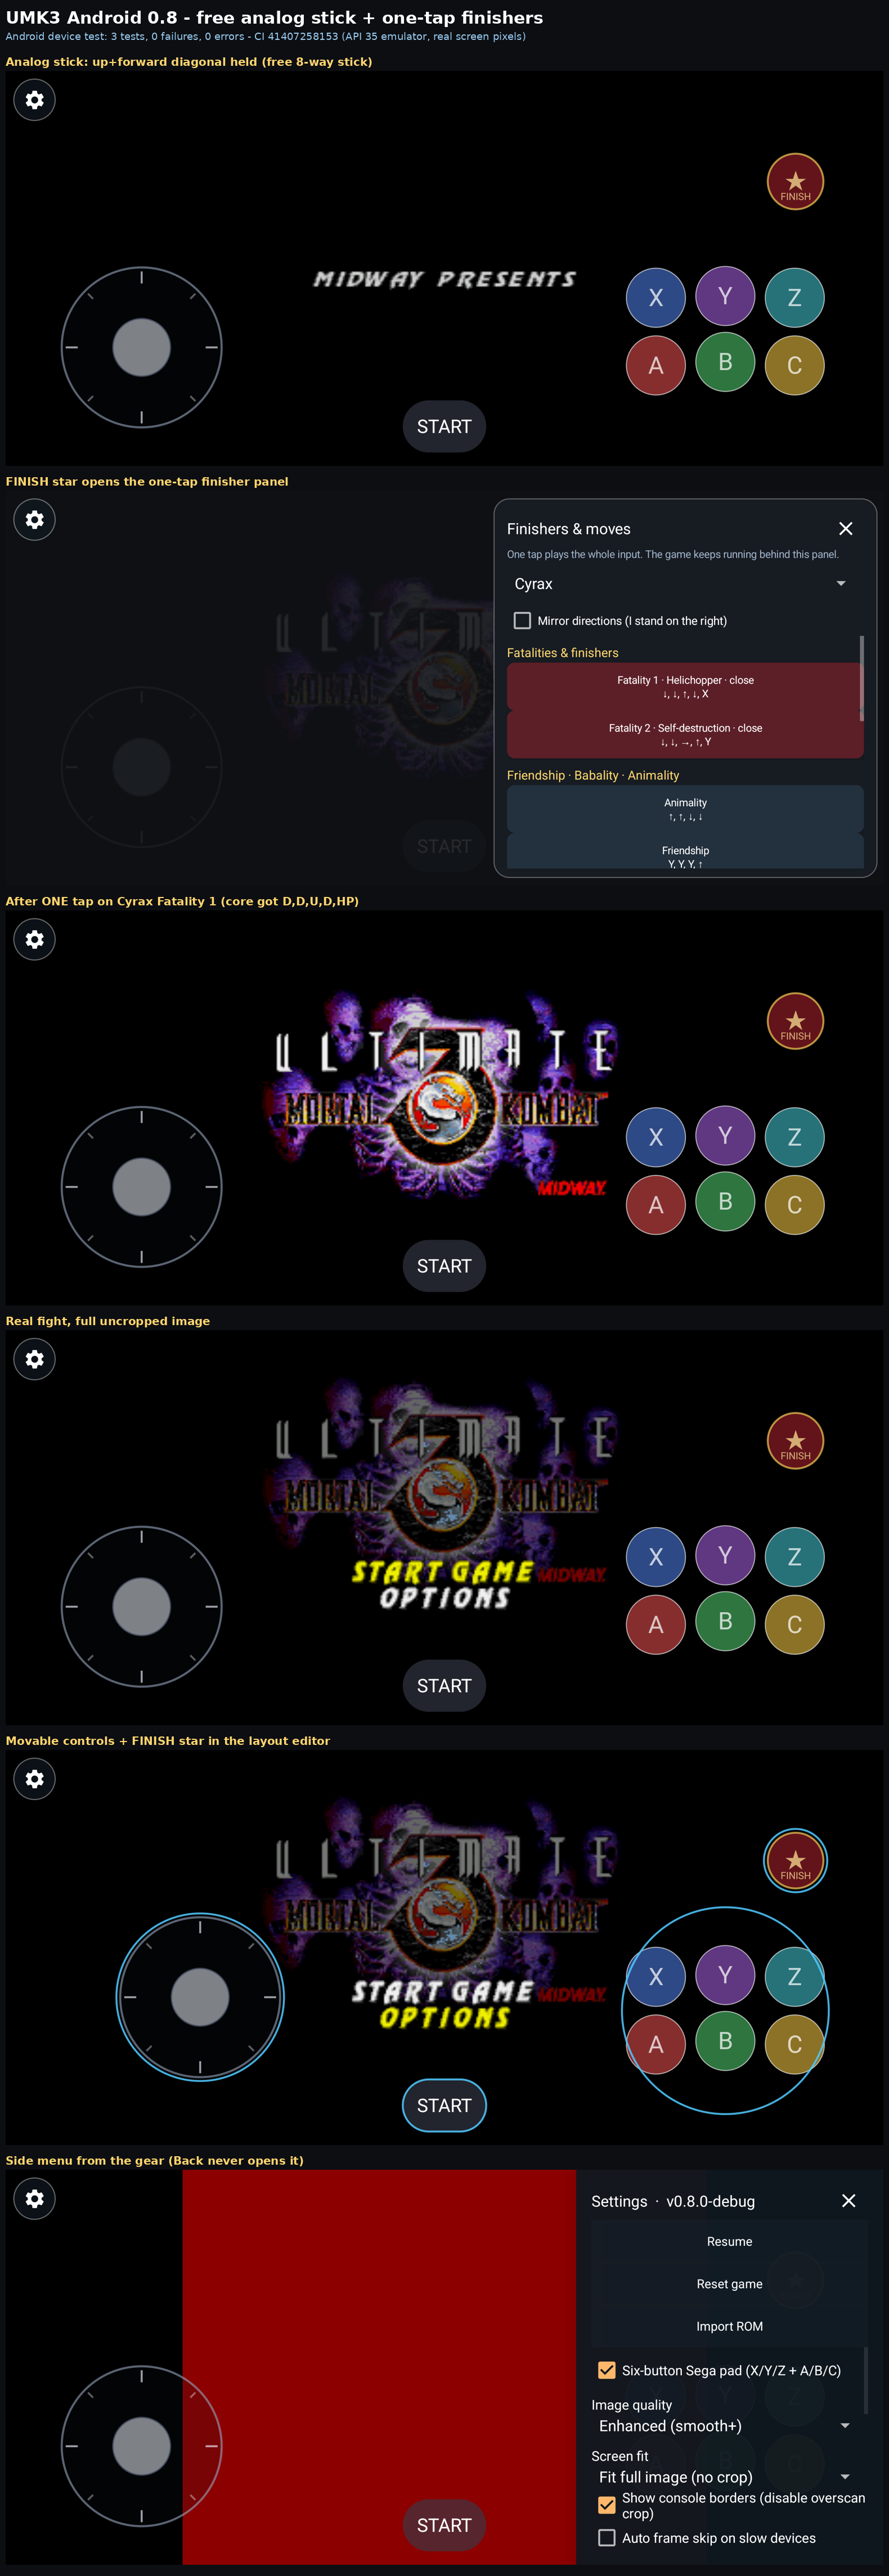 UMK3 Android 0.8 - free analog stick + one-tap finishers
Android device test: 3 tests, 0 failures, 0 errors - CI 41407258153 (API 35 emulator, real screen pixels)
Analog stick: up+forward diagonal held (free 8-way stick)
FINISH
MIDWAY PRESENTS
X Y Z
A B C
START
FINISH star opens the one-tap finisher panel
Finishers & moves
One tap plays the whole input. The game keeps running behind this panel.
Cyrax
Mirror directions (I stand on the right)
Fatalities & finishers
Fatality 1 · Helichopper · close
↓, ↓, ↑, ↓, X
Fatality 2 · Self-destruction · close
↓, ↓, →, ↑, Y
Friendship · Babality · Animality
Animality
↑, ↑, ↓, ↓
Friendship
Y, Y, Y, ↑
START
After ONE tap on Cyrax Fatality 1 (core got D,D,U,D,HP)
FINISH
ULTIMATE
MORTAL 3 KOMBAT
MIDWAY
X Y Z
A B C
START
Real fight, full uncropped image
FINISH
ULTIMATE
MORTAL 3 KOMBAT
START GAME
MIDWAY
OPTIONS
X Y Z
A B C
START
Movable controls + FINISH star in the layout editor
FINISH
ULTIMATE
MORTAL 3 KOMBAT
START GAME
MIDWAY
OPTIONS
X Y Z
A B C
START
Side menu from the gear (Back never opens it)
Settings · v0.8.0-debug
Resume
Reset game
Import ROM
Six-button Sega pad (X/Y/Z + A/B/C)
Image quality
Enhanced (smooth+)
Screen fit
Fit full image (no crop)
Show console borders (disable overscan
crop)
Auto frame skip on slow devices
START